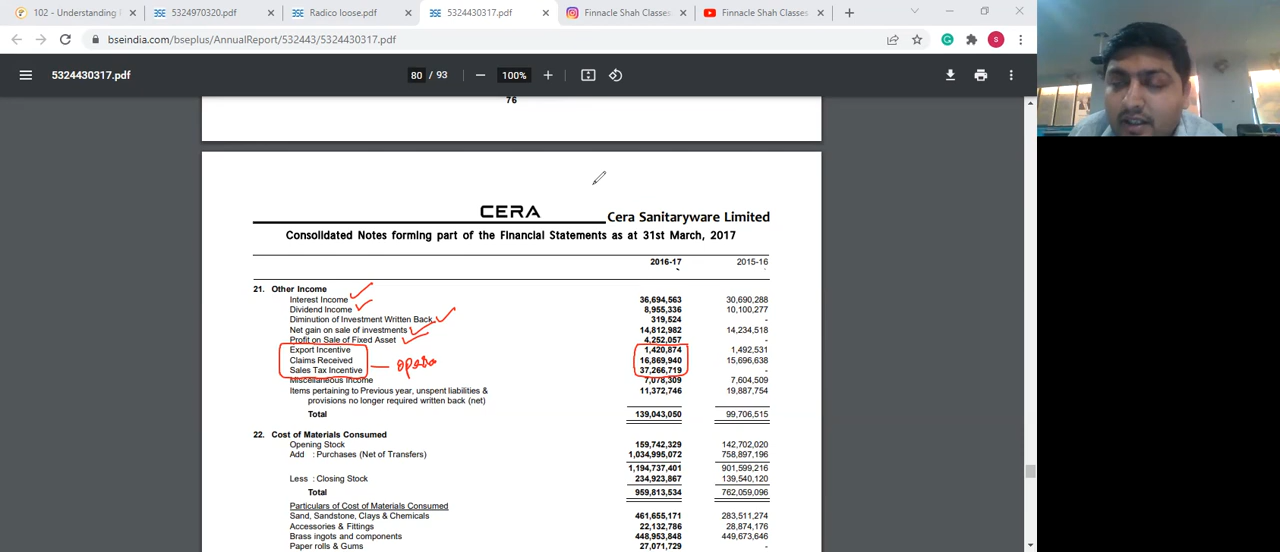 102 - Understanding P
5324970320.pdf
Radico loose.pdf
5324430317.pdf
Finnacle Shah Classes
Finnacle Shah Classes
bseindia.com/bseplus/AnnualReport/532443/5324430317.pdf
S
5324430317.pdf
80 / 93
100%
76
CERA
Cera Sanitaryware Limited
Consolidated Notes forming part of the Financial Statements as at 31st March, 2017
2016-17 2015-16
21. Other Income
Interest Income 36,694,563 30,690,288
Dividend Income 8,955,336 10,100,277
Diminution of Investment Written Back 319,524 -
Net gain on sale of investments 14,812,982 14,234,518
Profit on Sale of Fixed Asset 4,252,057 -
Export Incentive 1,420,874 1,492,531
Claims Received 16,869,940 15,696,638
Sales Tax Incentive 37,266,719 -
Miscellaneous Income 7,078,309 7,604,509
Items pertaining to Previous year, unspent liabilities & 11,372,746 19,887,754
provisions no longer required written back (net)
Total 139,043,050 99,706,515
22. Cost of Materials Consumed
Opening Stock 159,742,329 142,702,020
Add : Purchases (Net of Transfers) 1,034,995,072 758,897,196
1,194,737,401 901,599,216
Less : Closing Stock 234,923,867 139,540,120
Total 959,813,534 762,059,096
Particulars of Cost of Materials Consumed
Sand, Sandstone, Clays & Chemicals 461,655,171 283,511,274
Accessories & Fittings 22,132,786 28,874,176
Brass ingots and components 448,953,848 449,673,646
Paper rolls & Gums 27,071,729 -